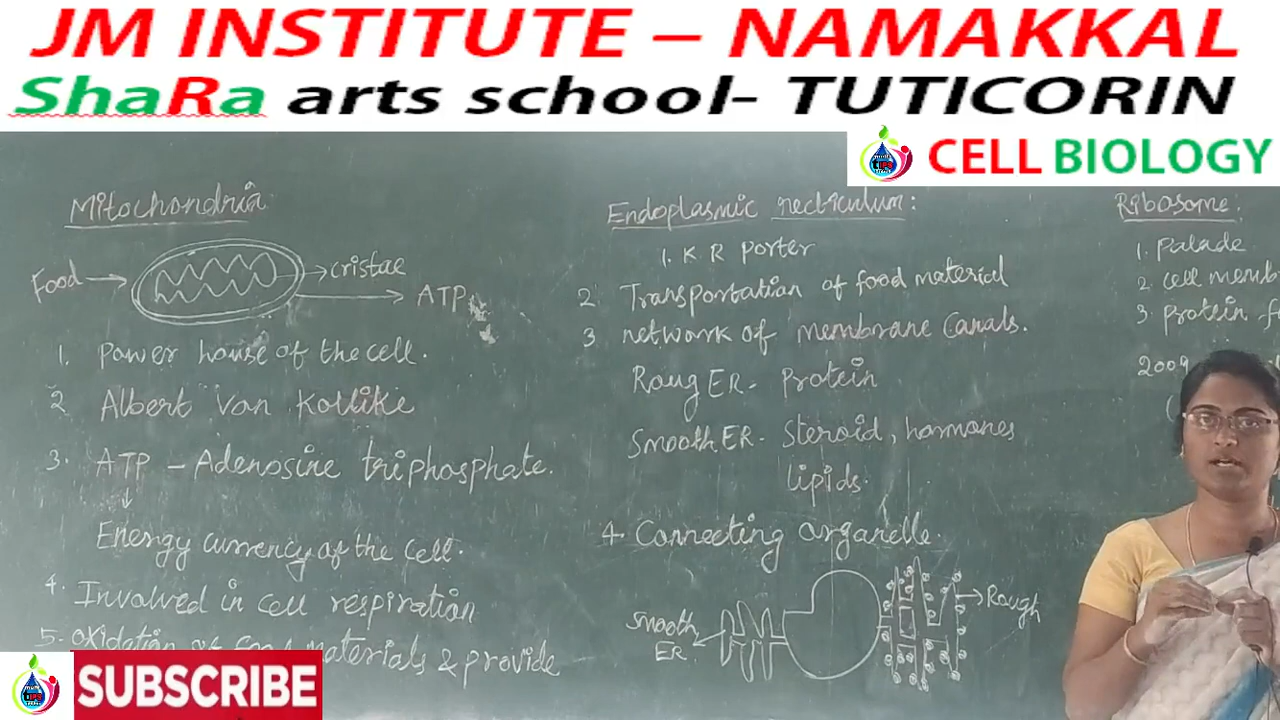 JM INSTITUTE – NAMAKKAL
ShaRa arts school- TUTICORIN
CELL BIOLOGY
Mitochondria
Food
cristae
ATP
1. Power house of the cell.
2 Albert Van Kollike
3. ATP – Adenosine triphosphate.
Energy currency of the cell.
4. Involved in cell respiration
5. oxidation of food materials & provide
Endoplasmic recticulum:
1. K R Porter
2 Transportation of food material
3 network of membrane Canals.
Roug ER - Protein
Smooth ER - Steroid, hormones
lipids.
4. Connecting organelle.
Smooth
ER
Rough
Ribosome:
1. Palade
2. cell memb
3. protein f
2009
SUBSCRIBE